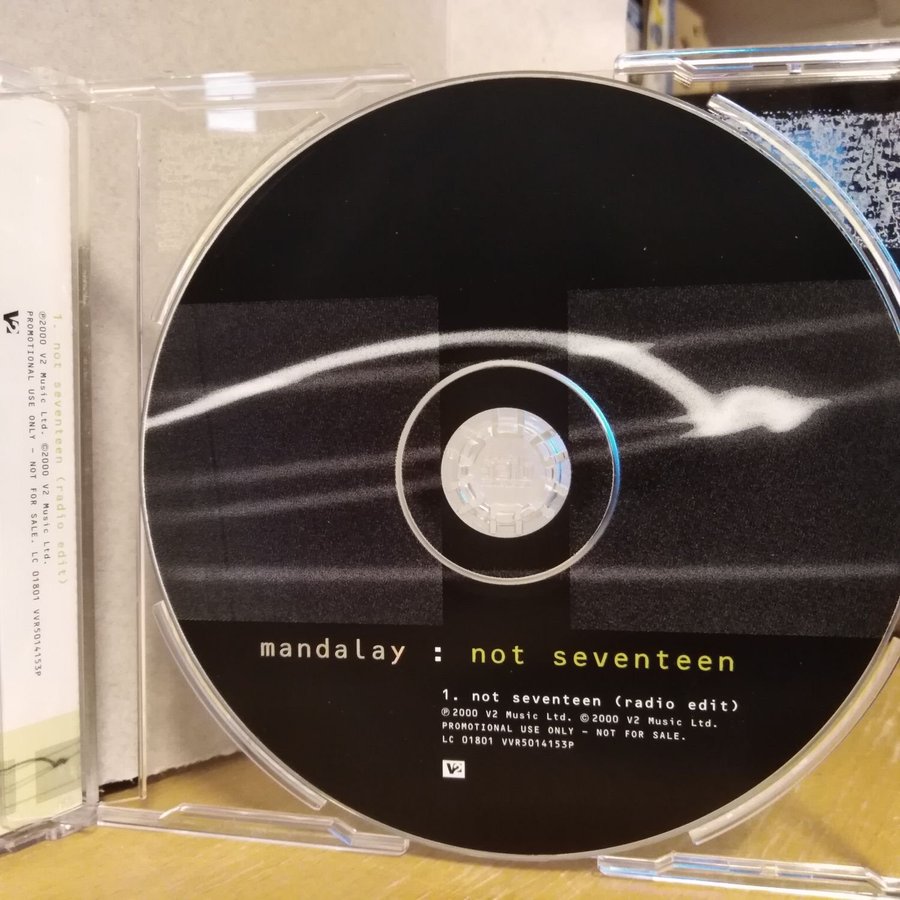 1. not seventeen (radio edit)
℗2000 V2 Music Ltd. ©2000 V2 Music Ltd.
PROMOTIONAL USE ONLY – NOT FOR SALE. LC 01801 VVR5014153P
V2
mandalay : not seventeen
1. not seventeen (radio edit)
℗2000 V2 Music Ltd. ©2000 V2 Music Ltd.
PROMOTIONAL USE ONLY – NOT FOR SALE.
LC 01801 VVR5014153P
V2